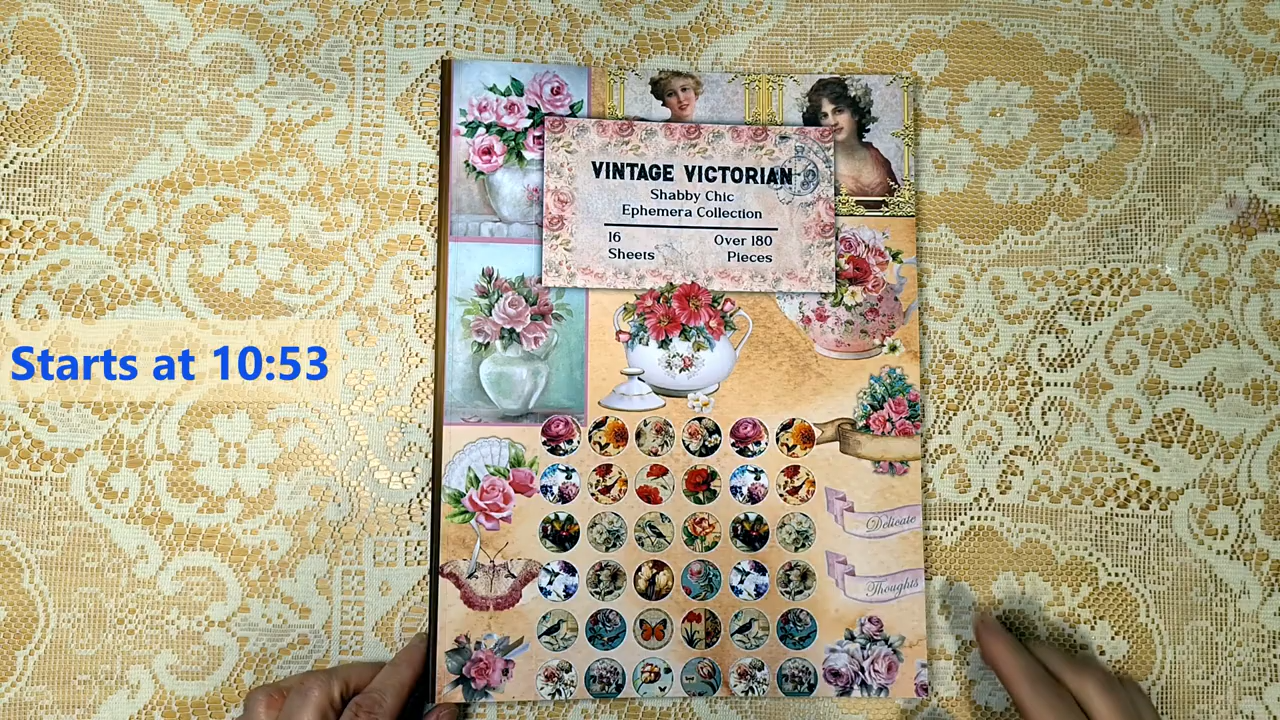 VINTAGE VICTORIAN
Shabby Chic
Ephemera Collection
16 Over 180
Sheets Pieces
Starts at 10:53
Delicate
Thoughts